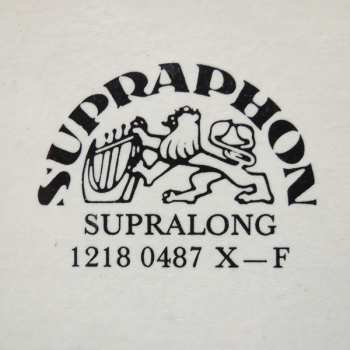 SUPRAPHON
SUPRALONG
1218 0487 X — F